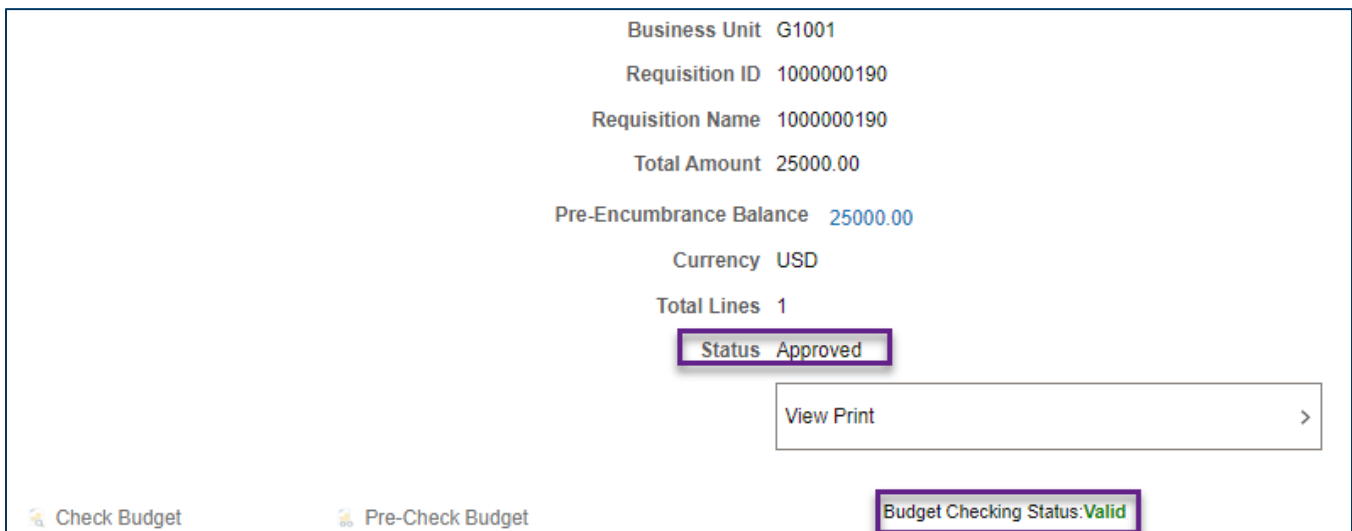 Business Unit G1001
Requisition ID 1000000190
Requisition Name 1000000190
Total Amount 25000.00
Pre-Encumbrance Balance 25000.00
Currency USD
Total Lines 1
Status Approved
View Print
Check Budget Pre-Check Budget Budget Checking Status:Valid